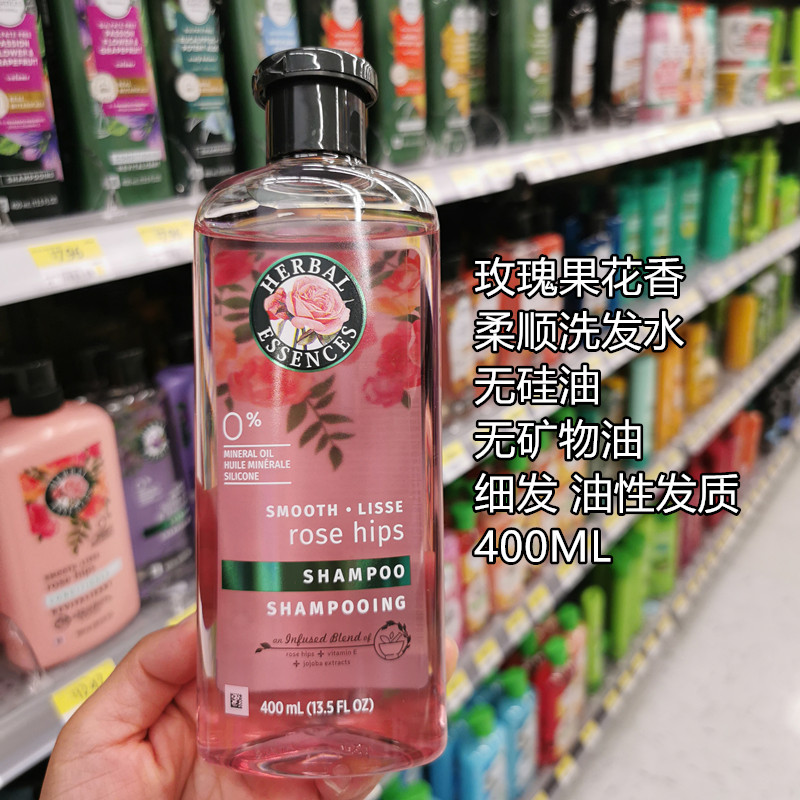 HERBAL
ESSENCES
0%
MINERAL OIL
HUILE MINÉRALE
SILICONE
SMOOTH • LISSE
rose hips
SHAMPOO
SHAMPOOING
an Infused Blend of
rose hips + vitamin E
+ jojoba extracts
400 mL (13.5 FL OZ)
玫瑰果花香
柔顺洗发水
无硅油
无矿物油
细发 油性发质
400ML